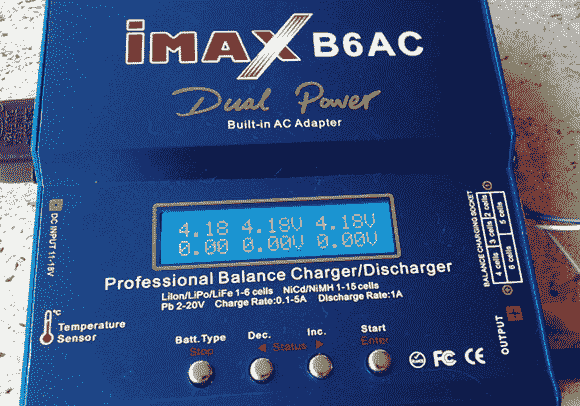 iMAX B6AC
Dual Power
Built-in AC Adapter
4.18 4.18V 4.18V
0.00 0.00V 0.00V
Professional Balance Charger/Discharger
LiIon/LiPo/LiFe 1-6 cells NiCd/NiMH 1-15 cells
Pb 2-20V Charge Rate:0.1-5A Discharge Rate:1A
°C
Temperature
Sensor
Batt.Type
Stop
Dec.
Inc.
Status
Start
Enter
FC CE
DC INPUT 11-18V
BALANCE CHARGING SOCKET
2 cells
3 cells
4 cells
5 cells
6 cells
OUTPUT